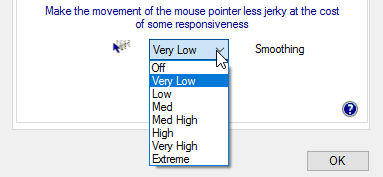 Make the movement of the mouse pointer less jerky at the cost
of some responsiveness
Very Low Smoothing
Off
Very Low
Low
Med
Med High
High
Very High
Extreme
?
OK